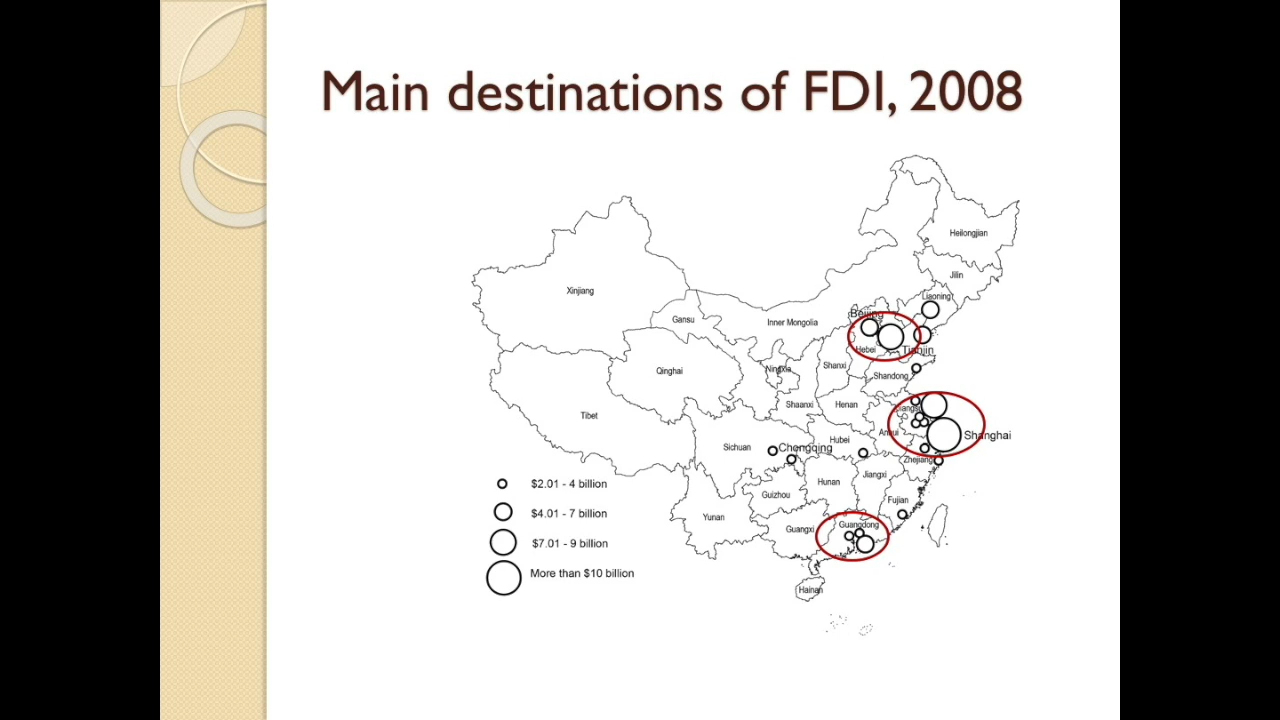 Main destinations of FDI, 2008
Heilongjian
Jilin
Xinjiang
Liaoning
Gansu
Inner Mongolia
Beijing
Hebei
Tianjin
Shanxi
Ningxia
Qinghai
Shandong
Shaanxi
Henan
Jiangsu
Tibet
Anhui
Shanghai
Hubei
Sichuan
Chengqing
Zhejiang
Jiangxi
Hunan
Guizhou
Fujian
Yunan
Guangxi
Guangdong
Hainan
$2.01 - 4 billion
$4.01 - 7 billion
$7.01 - 9 billion
More than $10 billion